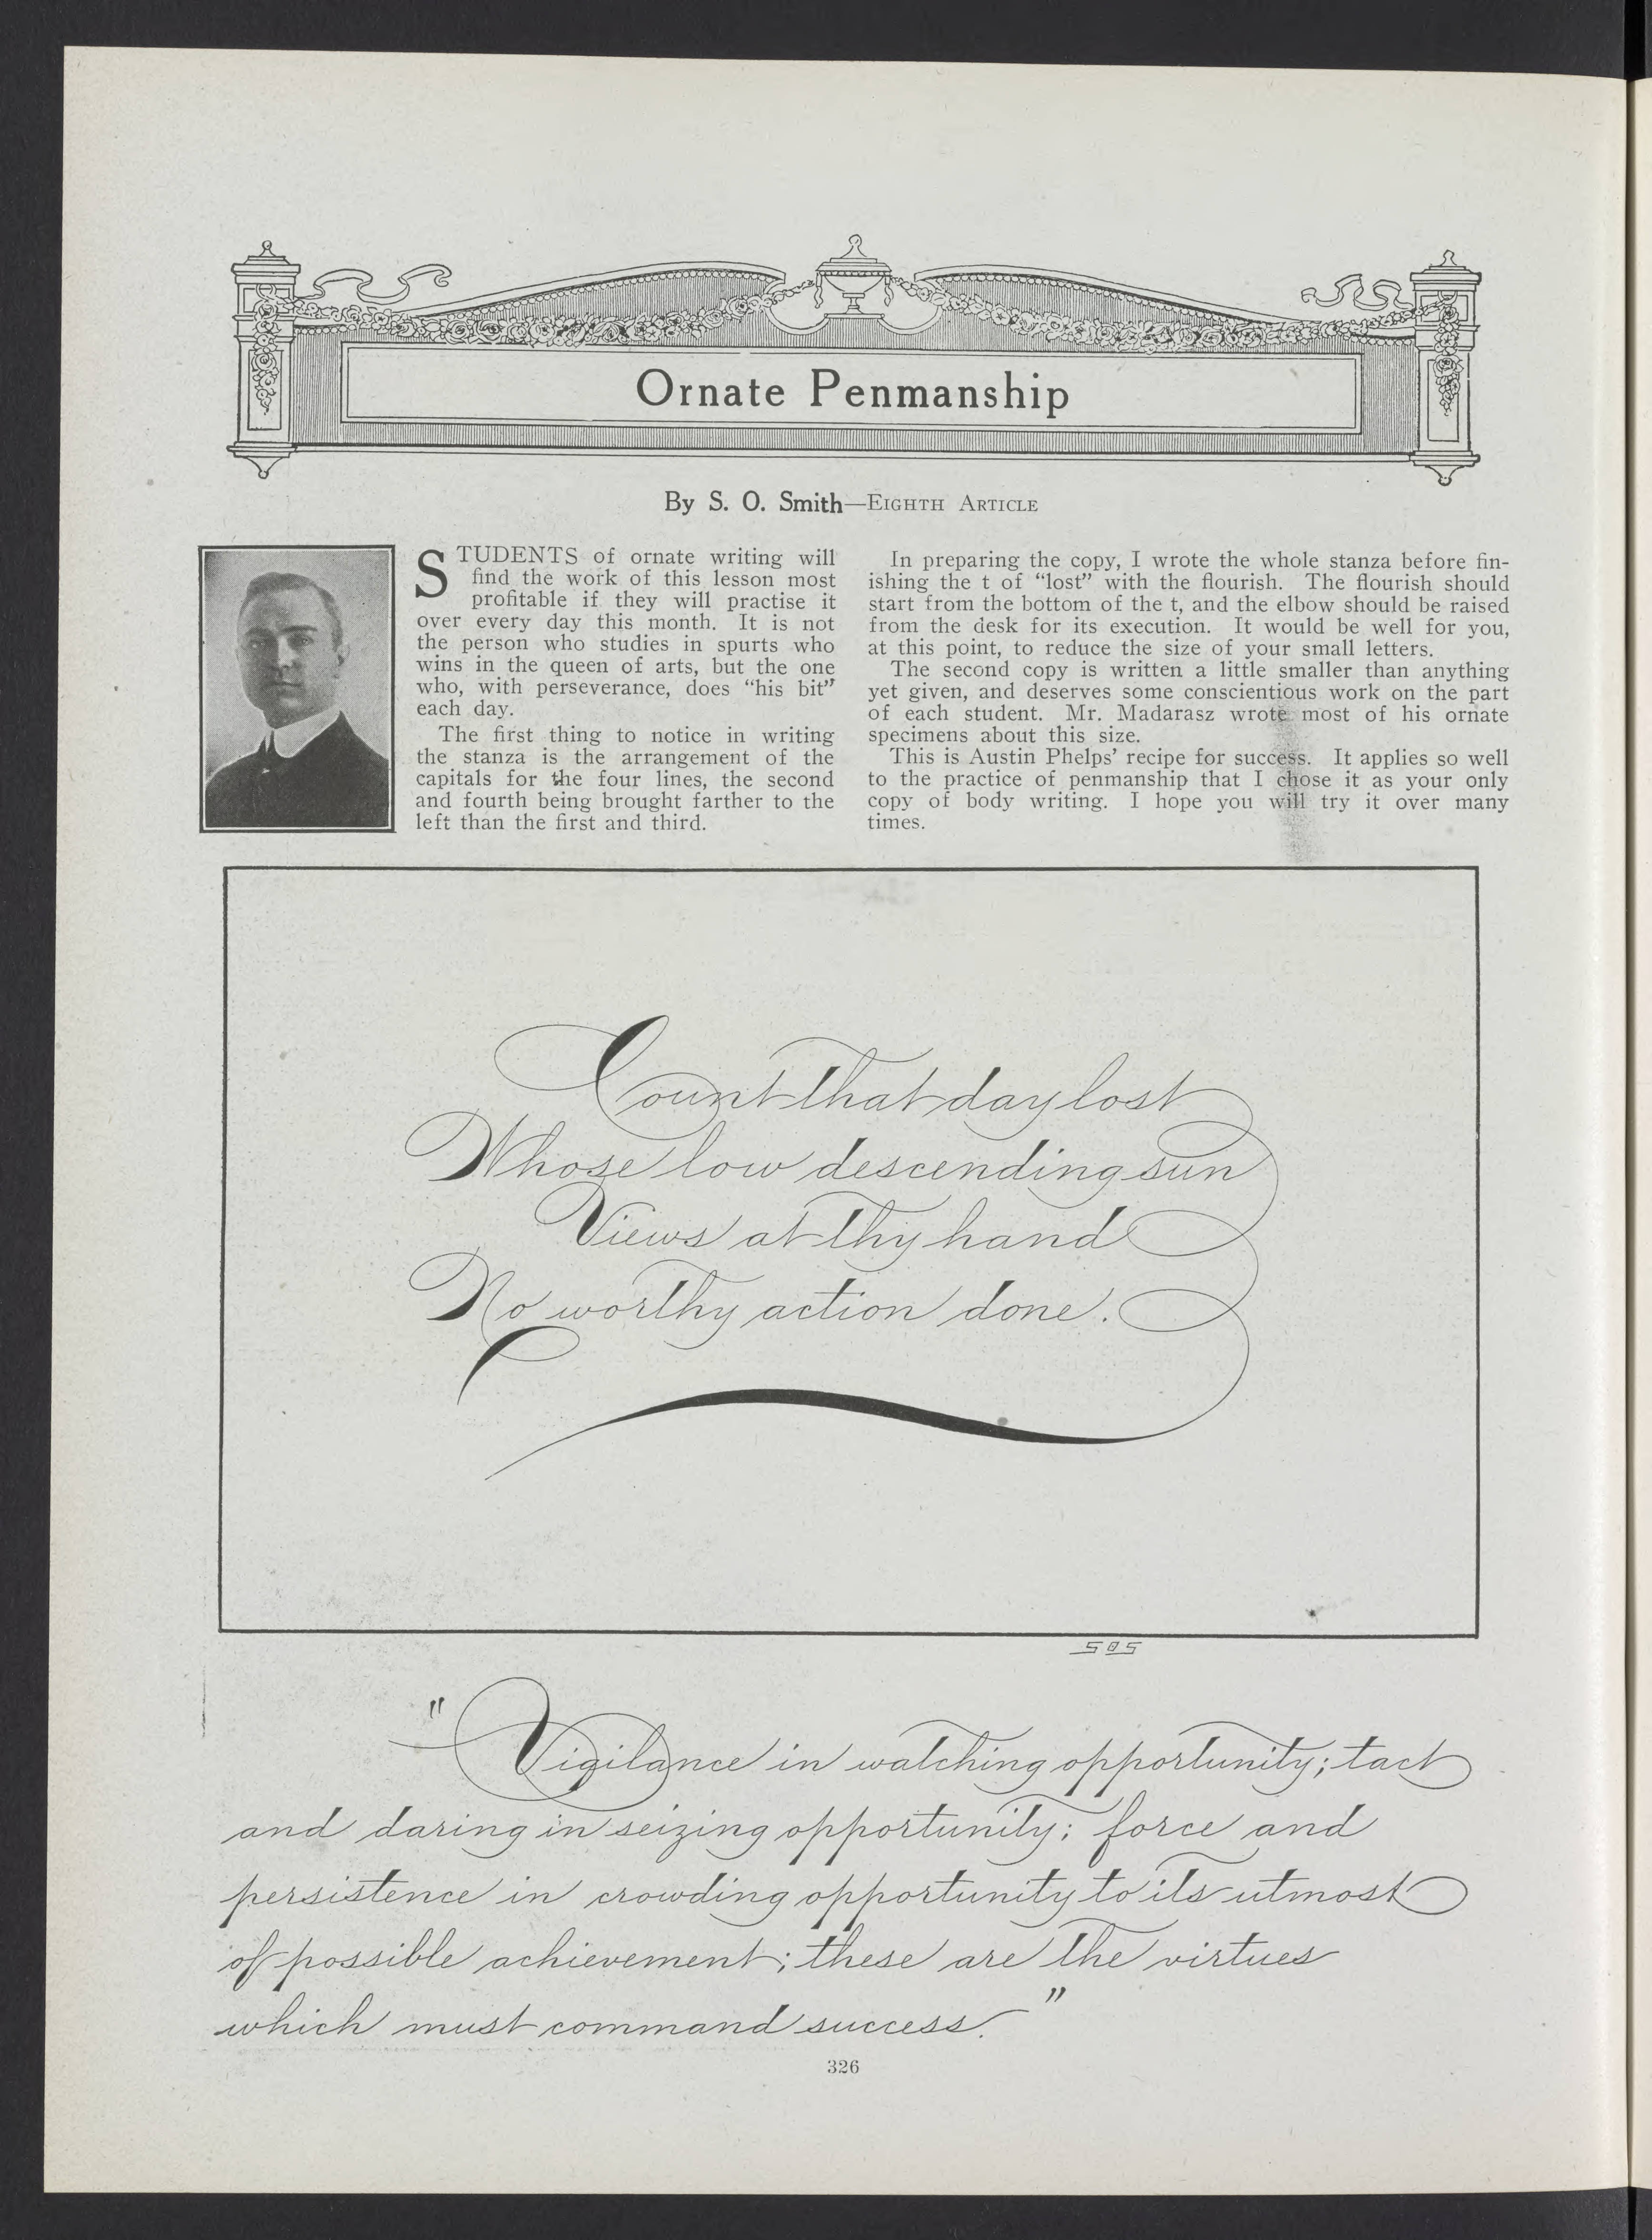 Ornate Penmanship
By S. O. Smith—EIGHTH ARTICLE
STUDENTS of ornate writing will
find the work of this lesson most
profitable if they will practise it
over every day this month. It is not
the person who studies in spurts who
wins in the queen of arts, but the one
who, with perseverance, does “his bit”
each day.
The first thing to notice in writing
the stanza is the arrangement of the
capitals for the four lines, the second
and fourth being brought farther to the
left than the first and third.
In preparing the copy, I wrote the whole stanza before fin-
ishing the t of “lost” with the flourish. The flourish should
start from the bottom of the t, and the elbow should be raised
from the desk for its execution. It would be well for you,
at this point, to reduce the size of your small letters.
The second copy is written a little smaller than anything
yet given, and deserves some conscientious work on the part
of each student. Mr. Madarasz wrote most of his ornate
specimens about this size.
This is Austin Phelps’ recipe for success. It applies so well
to the practice of penmanship that I chose it as your only
copy of body writing. I hope you will try it over many
times.
Count that day lost
Whose low descending sun
Views at thy hand
No worthy action done.
SOS
"Vigilance in watching opportunity; tact
and daring in seizing opportunity; force and
persistence in crowding opportunity to its utmost
of possible achievement; these are the virtues
which must command success."
326